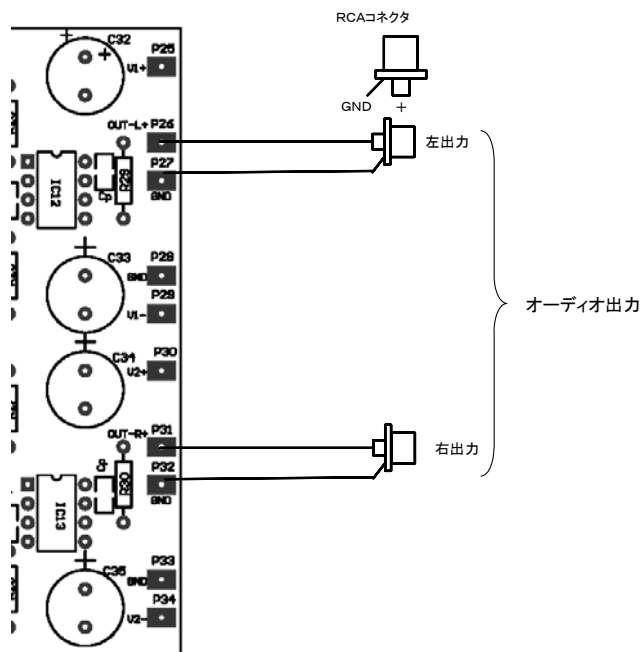 RCAコネクタ
GND
+
C32
P25
V1+
OUT-L+
P26
左出力
P27
IC12
Cp
R29
GND
C33
P28
GND
P29
V1-
オーディオ出力
C34
P30
V2+
OUT-R+
P31
右出力
Cp
R30
P32
IC13
GND
C35
P33
GND
P34
V2-